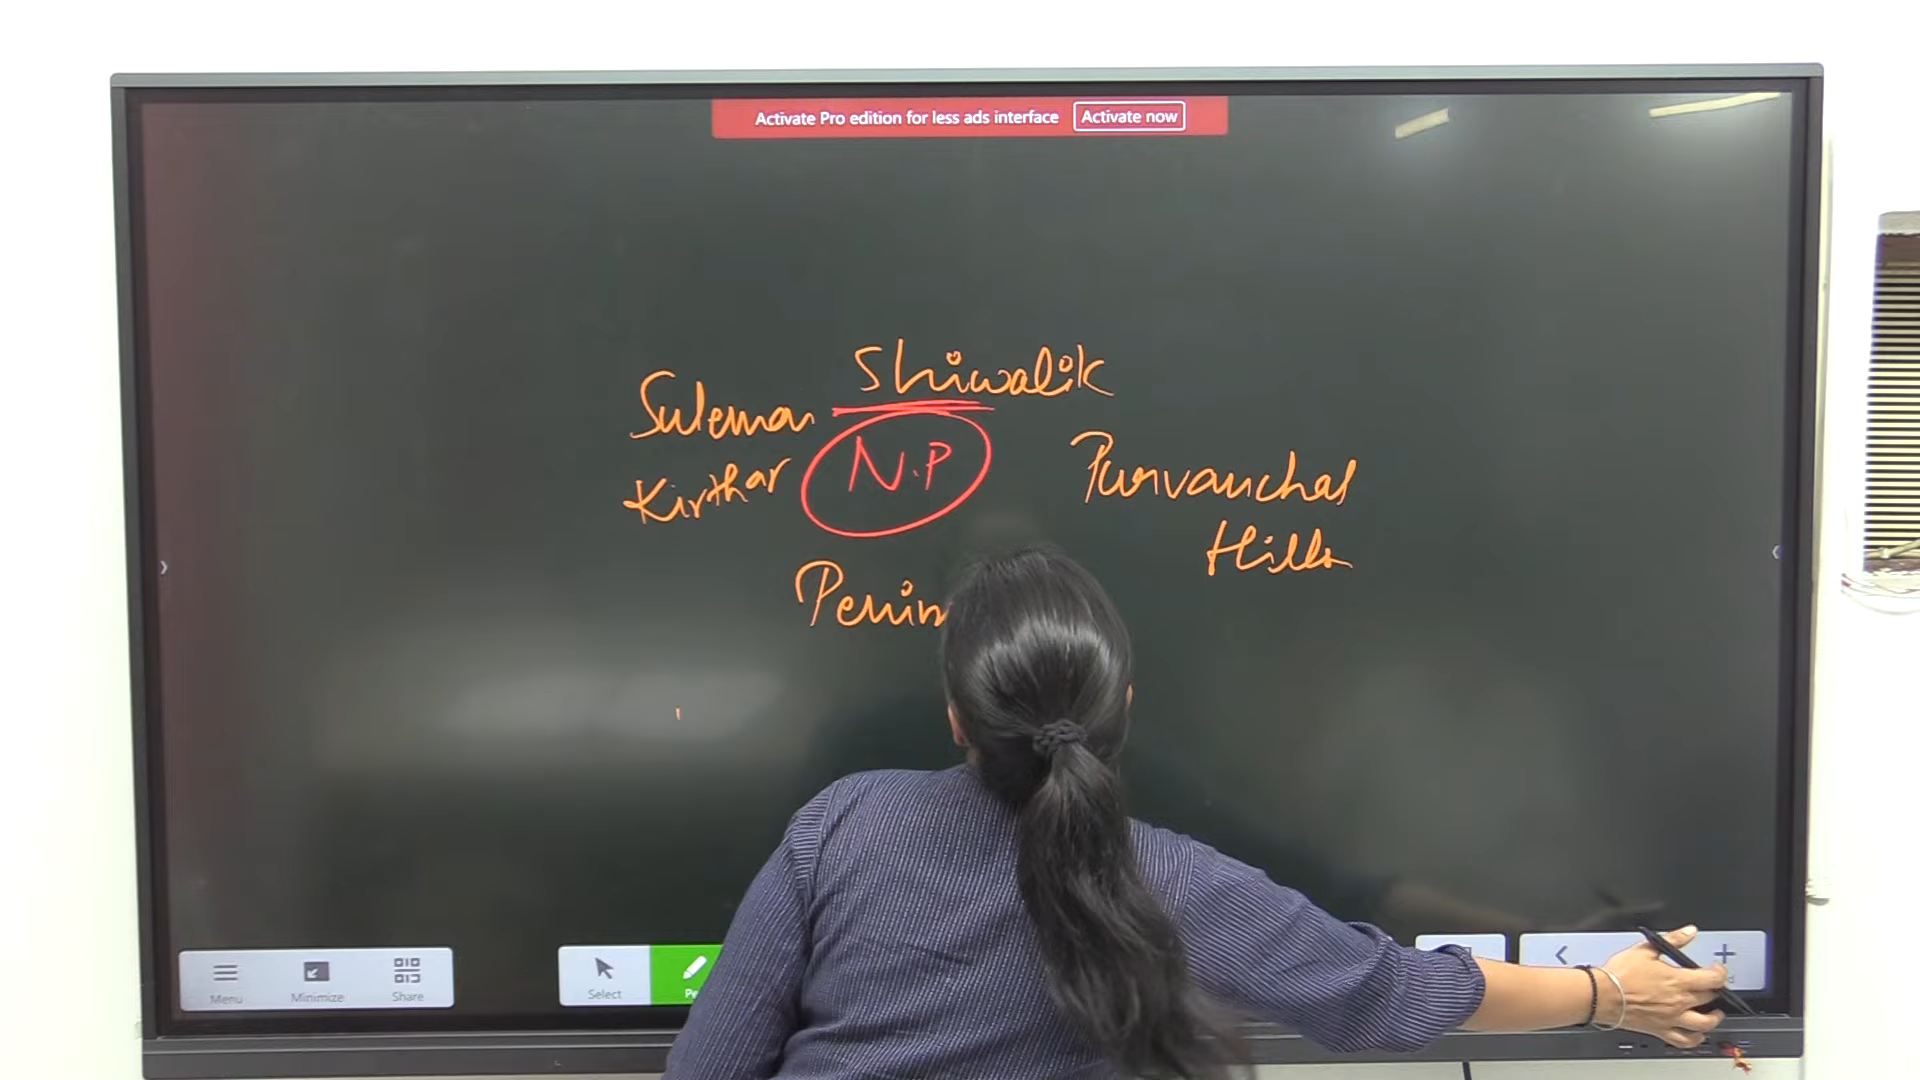 Activate Pro edition for less ads interface Activate now
Shiwalik
Suleman
Kirthar
N.P
Purvanchal
Hills
Menu Minimize Share Select